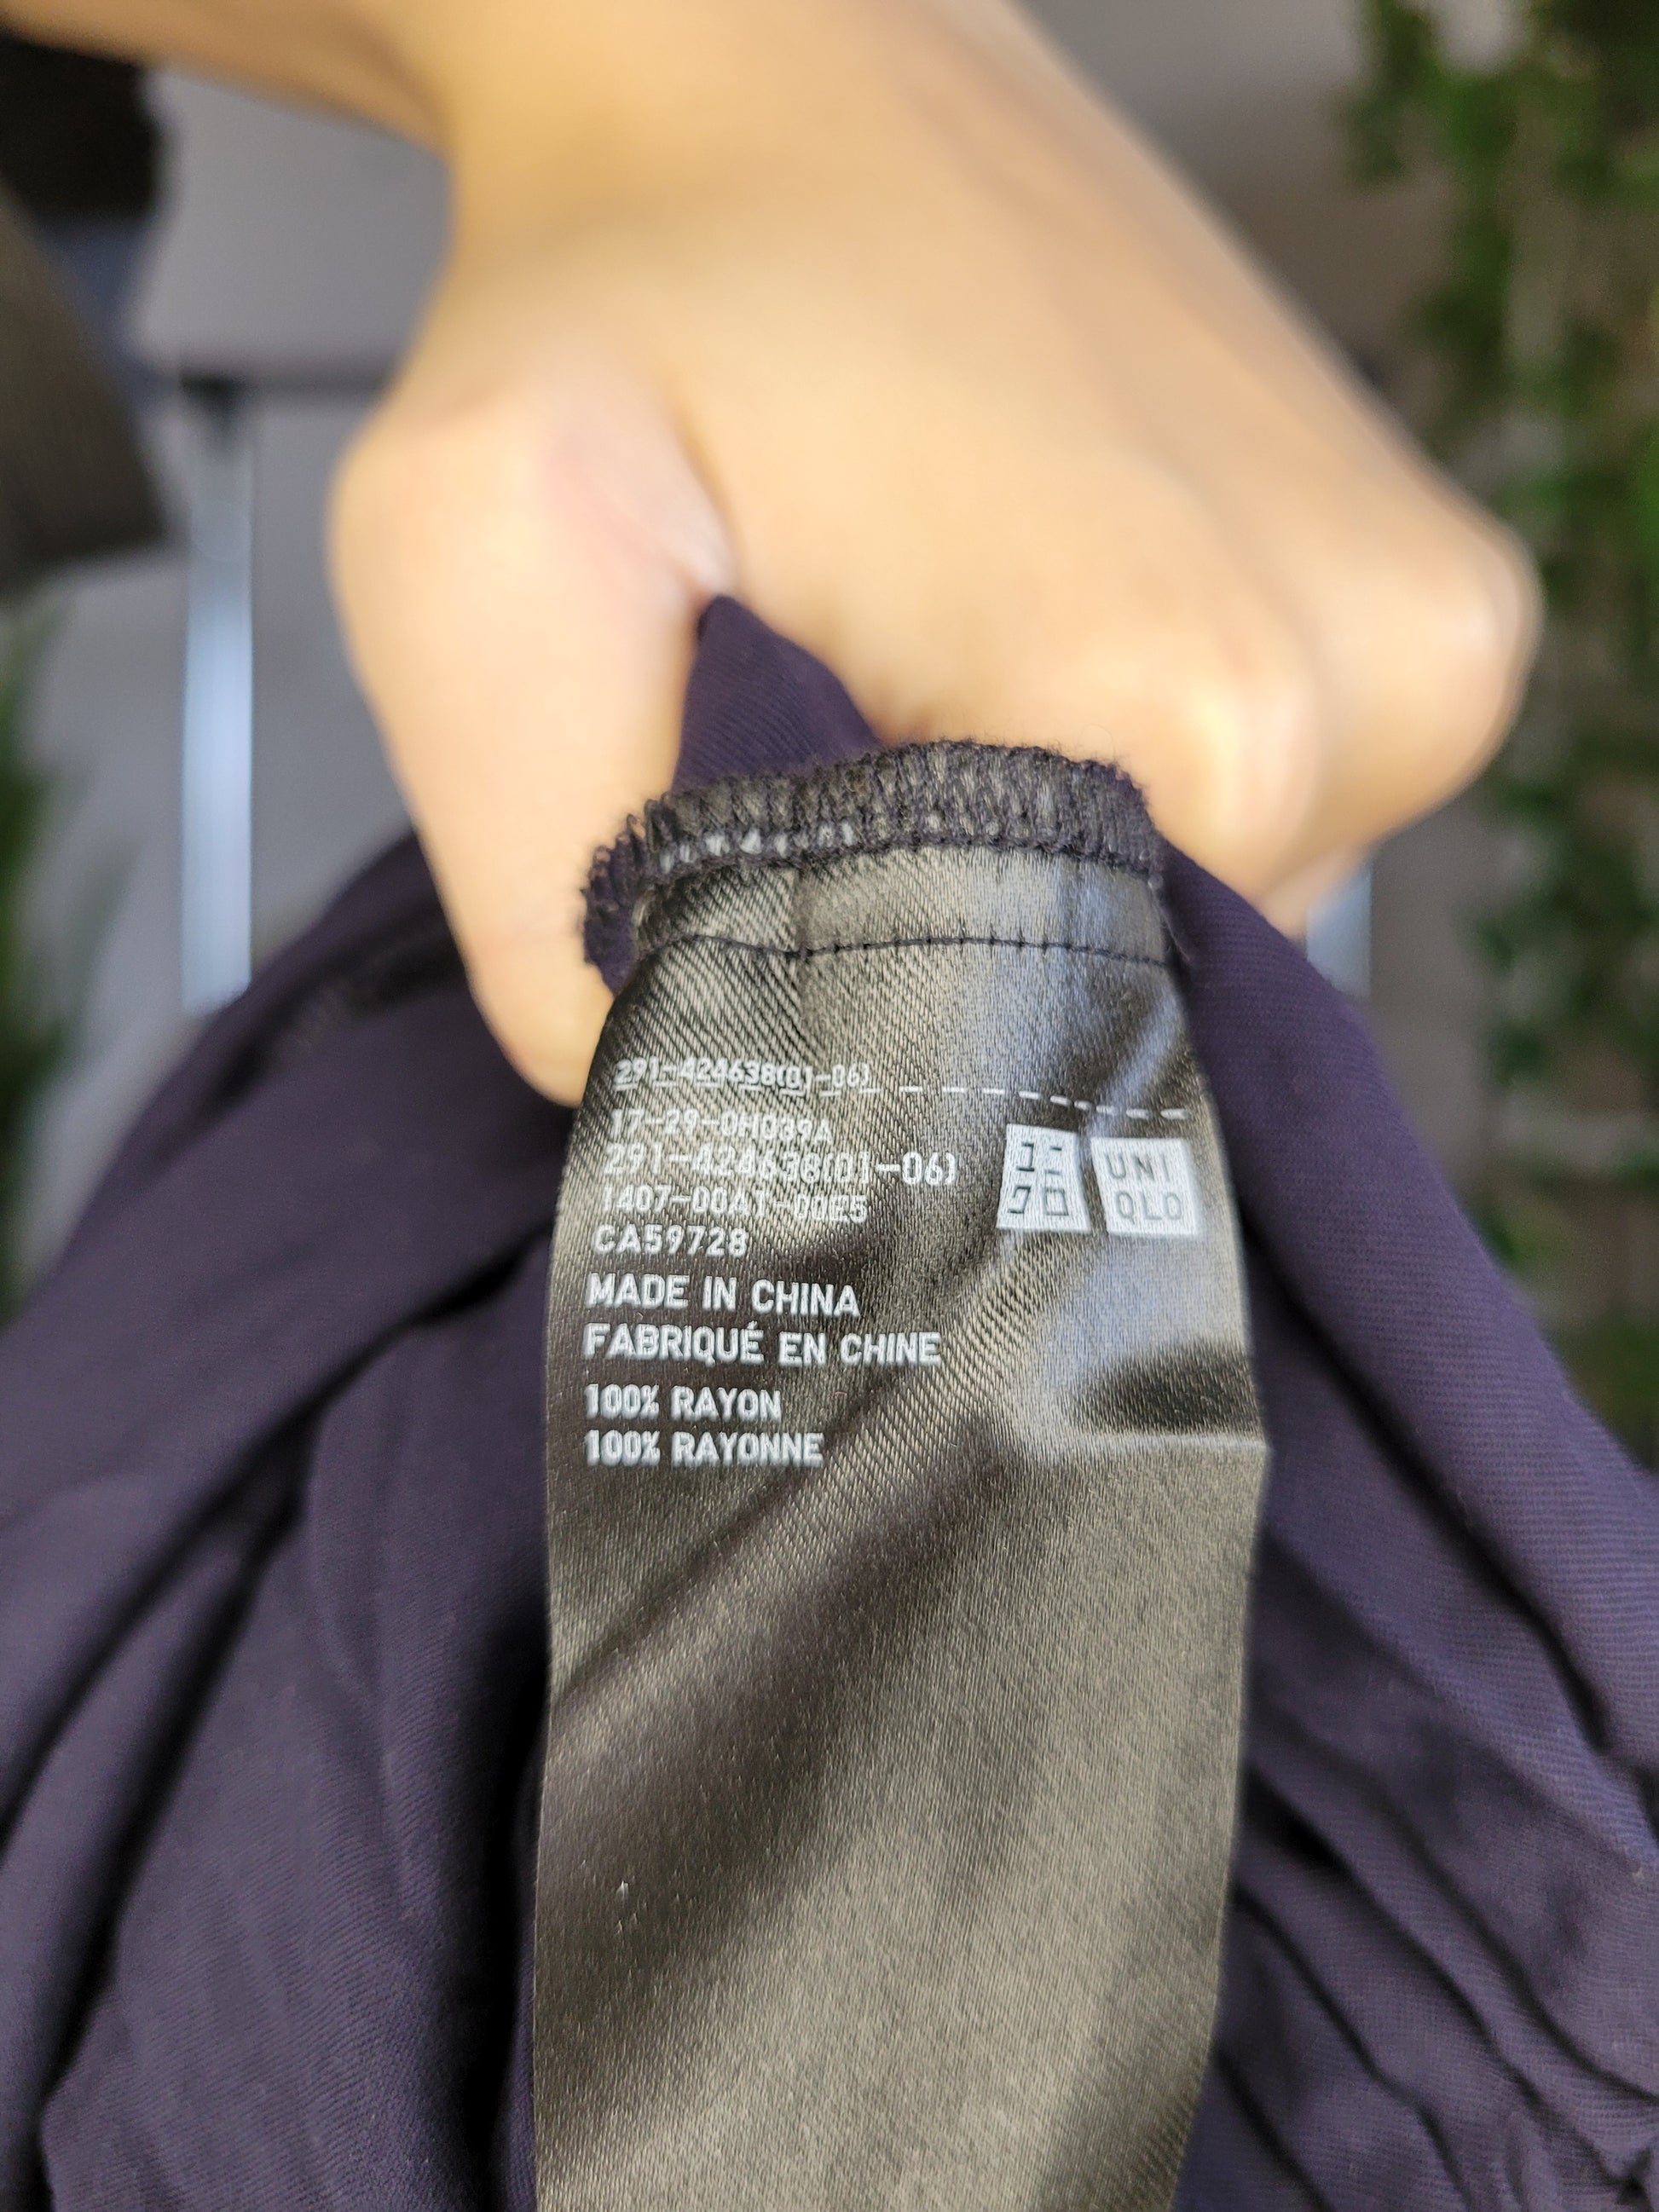 291-424638(01-06)
17-29-0H039A
291-424638(01-06)
1407-00A1-00E5
CA59728
MADE IN CHINA
FABRIQUÉ EN CHINE
100% RAYON
100% RAYONNE
ユニ
クロ
UNI
QLO